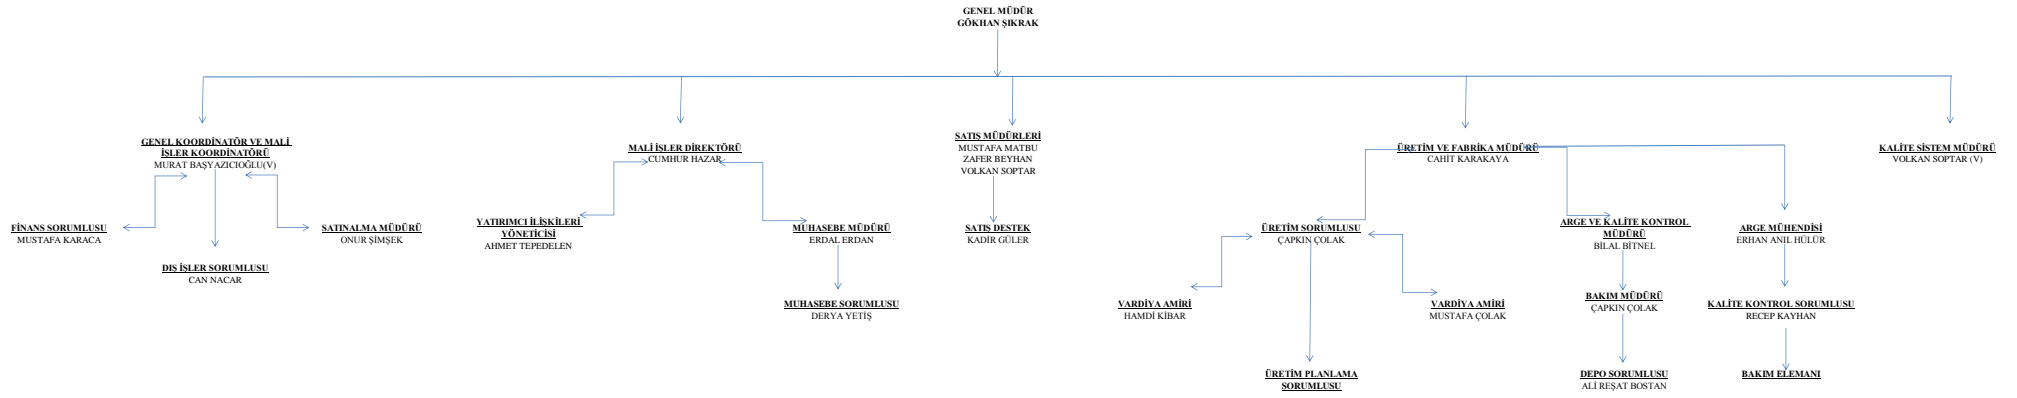 GENEL MÜDÜR
GÖKHAN ŞIKRAK
GENEL KOORDİNATÖR VE MALİ
İŞLER KOORDİNATÖRÜ
MURAT BAŞYAZICIOĞLU(V)
MALİ İŞLER DİREKTÖRÜ
CUMHUR HAZAR
SATIŞ MÜDÜRLERİ
MUSTAFA MATBU
ZAFER BEYHAN
VOLKAN SOPTAR
ÜRETİM VE FABRİKA MÜDÜRÜ
CAHİT KARAKAYA
KALİTE SİSTEM MÜDÜRÜ
VOLKAN SOPTAR (V)
FİNANS SORUMLUSU
MUSTAFA KARACA
DIŞ İŞLER SORUMLUSU
CAN NACAR
SATINALMA MÜDÜRÜ
ONUR ŞİMŞEK
YATIRIMCI İLİŞKİLERİ
YÖNETİCİSİ
AHMET TEPEDELEN
MUHASEBE MÜDÜRÜ
ERDAL ERDAN
MUHASEBE SORUMLUSU
DERYA YETİŞ
SATIŞ DESTEK
KADİR GÜLER
ÜRETİM SORUMLUSU
ÇAPKIN ÇOLAK
ARGE VE KALİTE KONTROL
MÜDÜRÜ
BİLAL BİTNEL
ARGE MÜHENDİSİ
ERHAN ANIL HÜLÜR
VARDİYA AMİRİ
HAMDİ KİBAR
VARDİYA AMİRİ
MUSTAFA ÇOLAK
BAKIM MÜDÜRÜ
ÇAPKIN ÇOLAK
KALİTE KONTROL SORUMLUSU
RECEP KAYHAN
ÜRETİM PLANLAMA
SORUMLUSU
DEPO SORUMLUSU
ALİ REŞAT BOSTAN
BAKIM ELEMANI